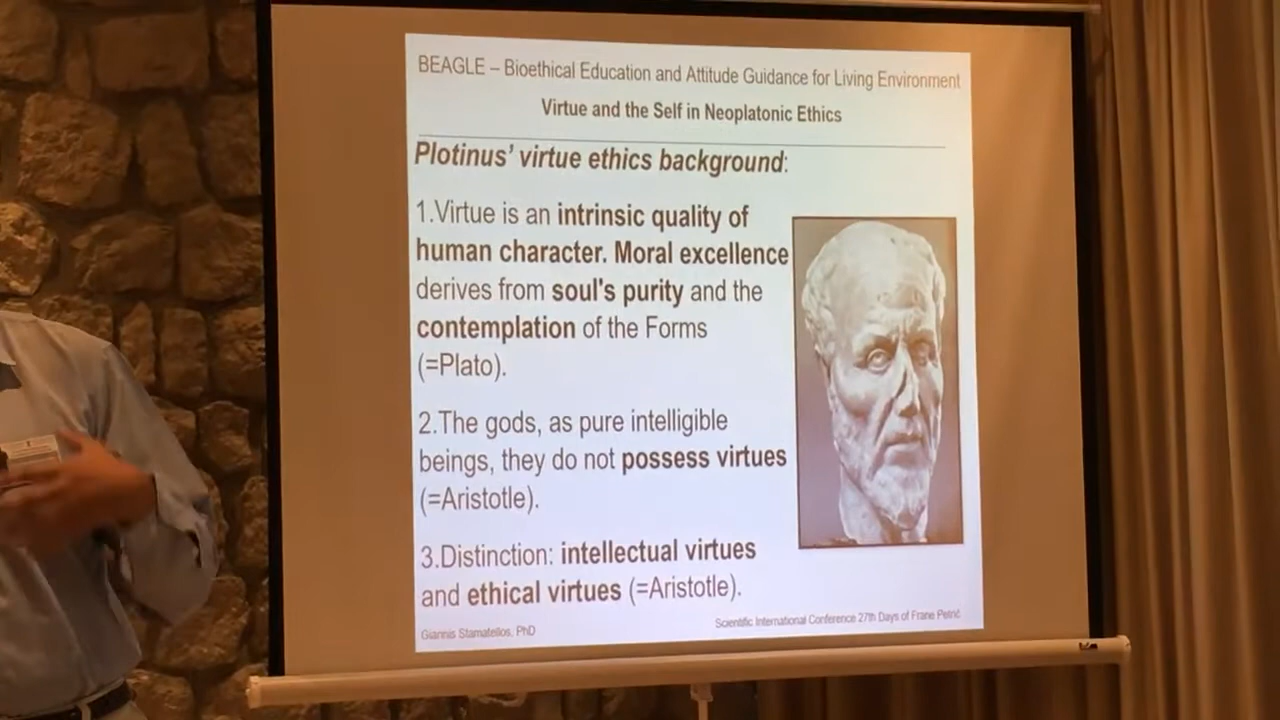 BEAGLE – Bioethical Education and Attitude Guidance for Living Environment
Virtue and the Self in Neoplatonic Ethics
Plotinus’ virtue ethics background:
1.Virtue is an intrinsic quality of
human character. Moral excellence
derives from soul's purity and the
contemplation of the Forms
(=Plato).
2.The gods, as pure intelligible
beings, they do not possess virtues
(=Aristotle).
3.Distinction: intellectual virtues
and ethical virtues (=Aristotle).
Giannis Stamatellos, PhD
Scientific International Conference 27th Days of Frane Petrić